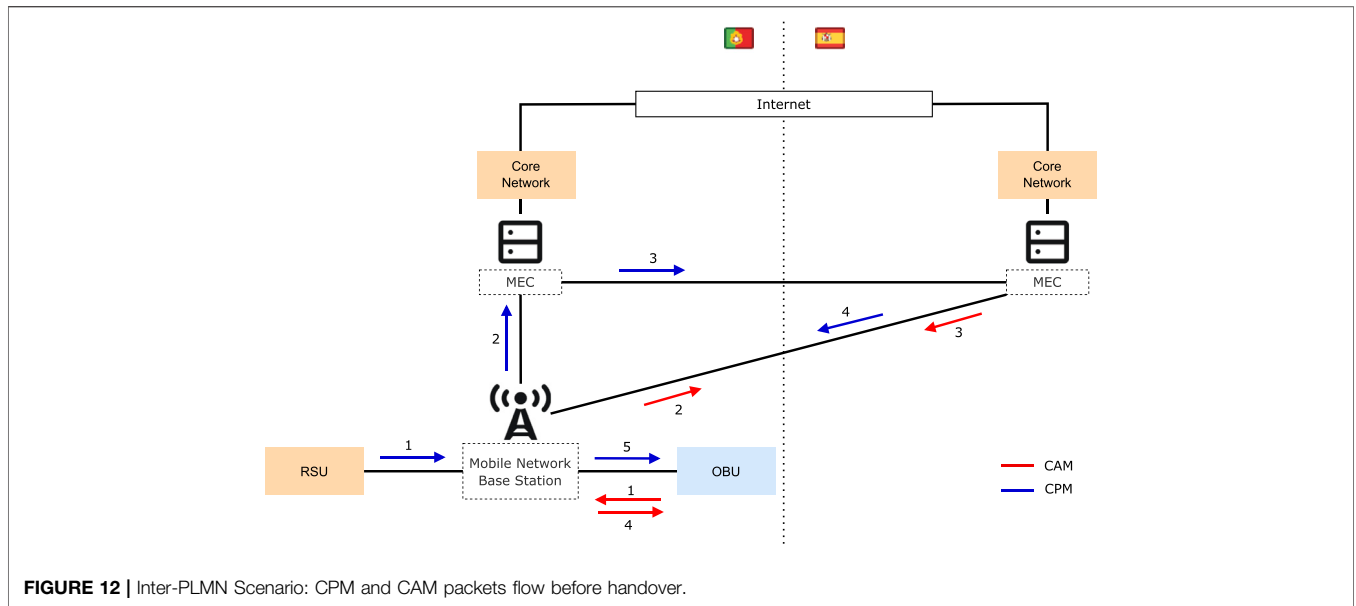 Internet
Core
Network
Core
Network
3
MEC
MEC
4
3
2
2
1
5
RSU
Mobile Network
Base Station
OBU
1
4
CAM
CPM
FIGURE 12 | Inter-PLMN Scenario: CPM and CAM packets flow before handover.